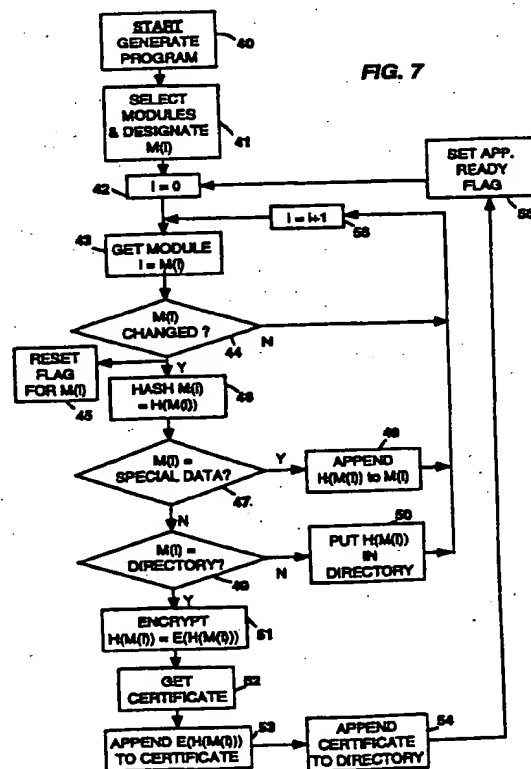 START
GENERATE
PROGRAM
40
FIG. 7
SELECT
MODULES
& DESIGNATE
M(I)
41
SET APP.
READY
FLAG
55
I = 0
42
I = I+1
56
GET MODULE
I = M(I)
43
M(I)
CHANGED ?
44
N
Y
RESET
FLAG
FOR M(I)
45
HASH M(I)
= H(M(I))
46
M(I) =
SPECIAL DATA?
47
Y
APPEND
H(M(I)) to M(I)
48
N
M(I) =
DIRECTORY?
49
N
PUT H(M(I))
IN
DIRECTORY
50
Y
ENCRYPT
H(M(I)) = E(H(M(I)))
51
GET
CERTIFICATE
52
APPEND E(H(M(I)))
TO CERTIFICATE
53
APPEND
CERTIFICATE
TO DIRECTORY
54